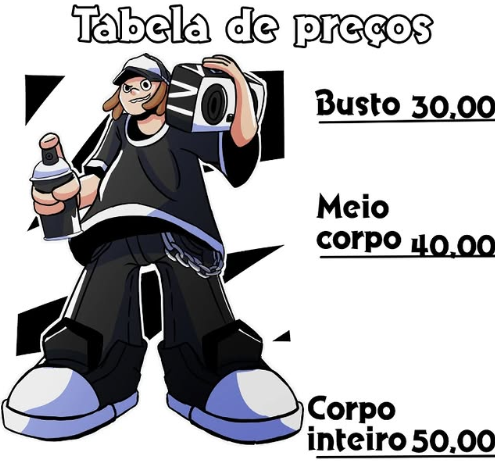 Tabela de preços
Busto 30,00
Meio
corpo 40,00
Corpo
inteiro 50,00